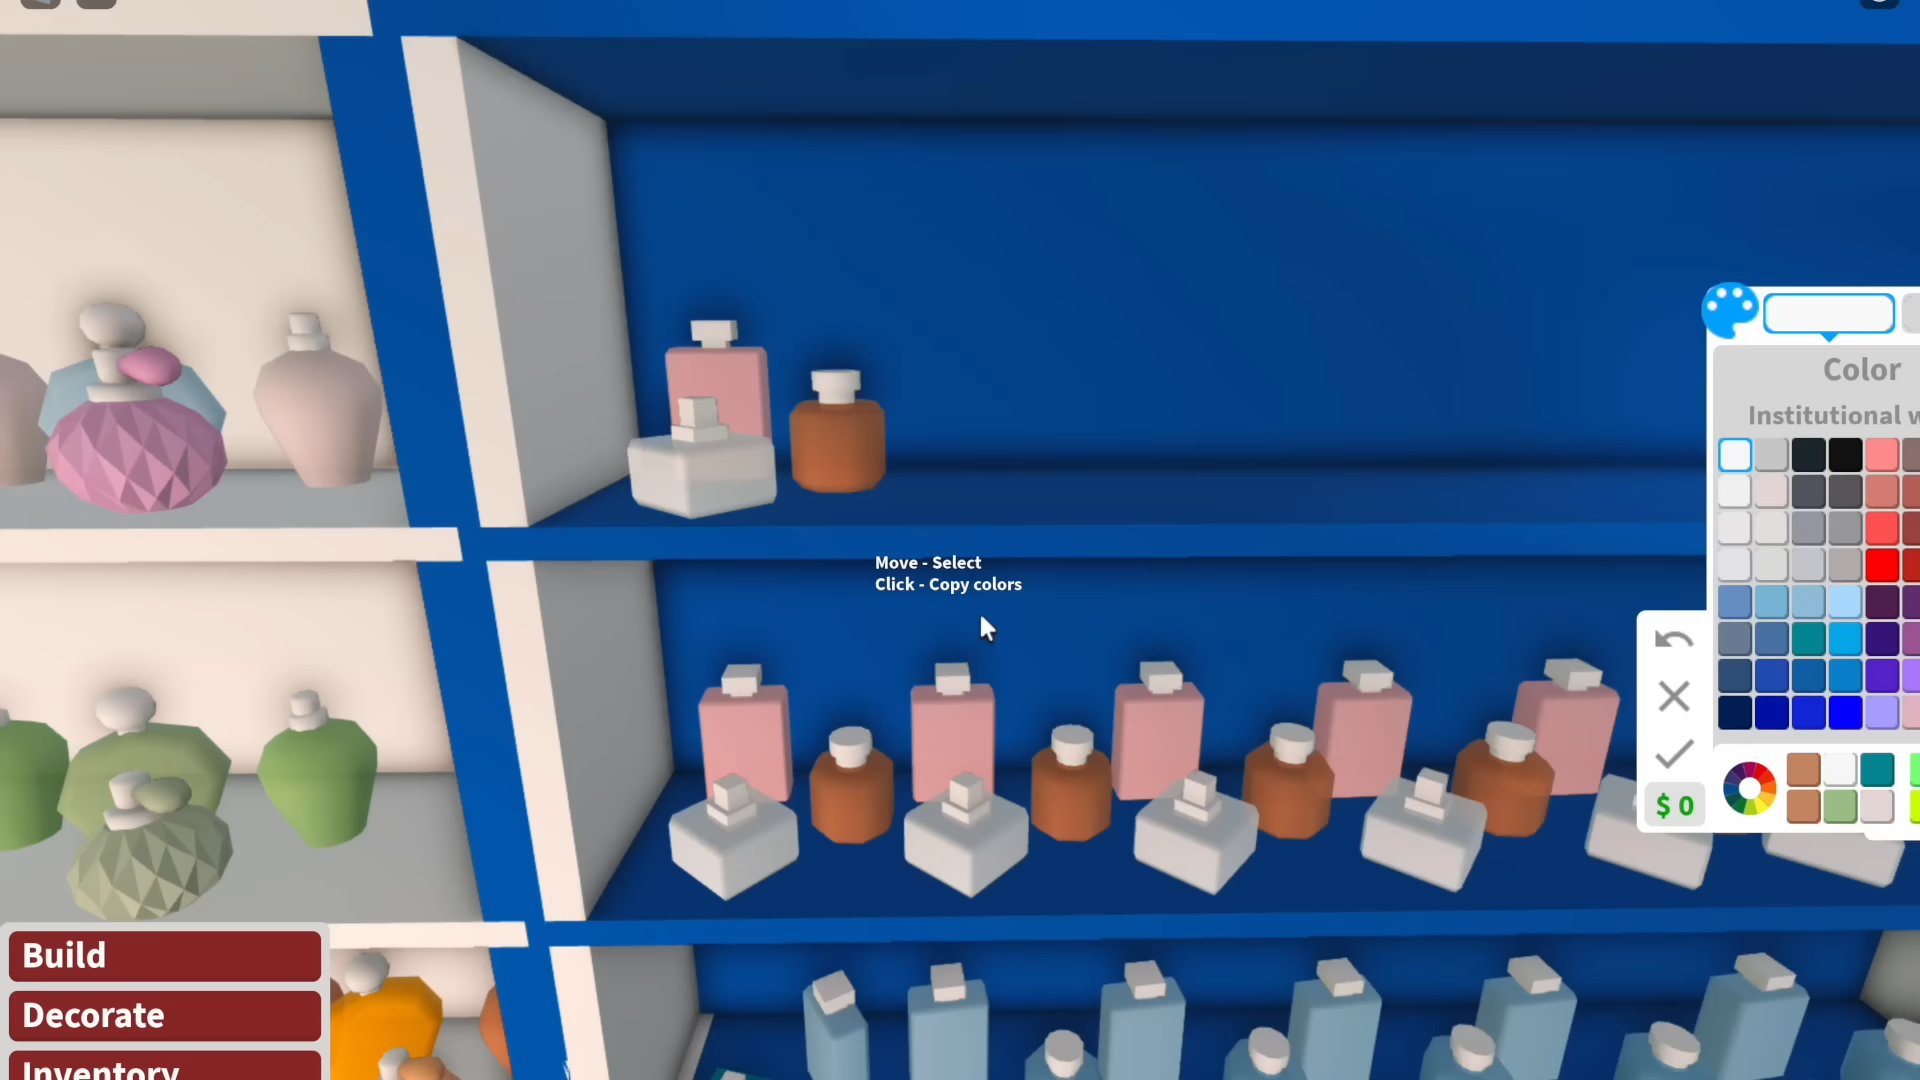 Move - Select
Click - Copy colors
Color
Institutional w
$ 0
Build
Decorate
Inventory